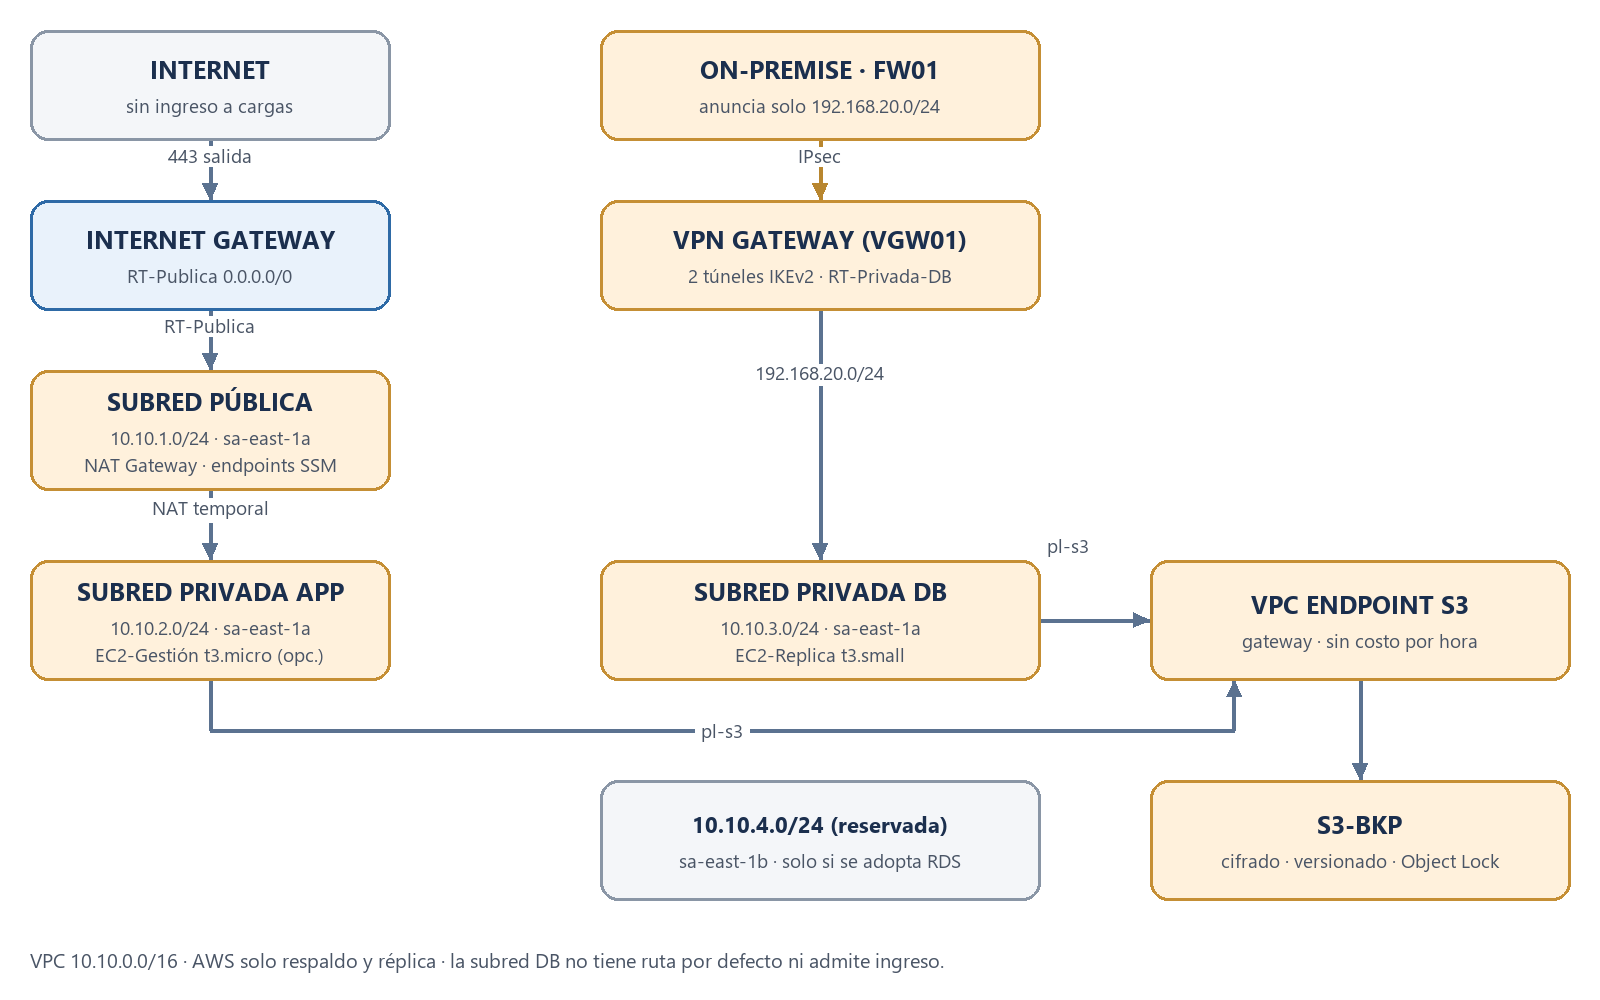 INTERNET
sin ingreso a cargas
443 salida
INTERNET GATEWAY
RT-Publica 0.0.0.0/0
RT-Publica
SUBRED PÚBLICA
10.10.1.0/24 · sa-east-1a
NAT Gateway · endpoints SSM
NAT temporal
SUBRED PRIVADA APP
10.10.2.0/24 · sa-east-1a
EC2-Gestión t3.micro (opc.)
ON-PREMISE · FW01
anuncia solo 192.168.20.0/24
IPsec
VPN GATEWAY (VGW01)
2 túneles IKEv2 · RT-Privada-DB
192.168.20.0/24
SUBRED PRIVADA DB
10.10.3.0/24 · sa-east-1a
EC2-Replica t3.small
pl-s3
VPC ENDPOINT S3
gateway · sin costo por hora
pl-s3
10.10.4.0/24 (reservada)
sa-east-1b · solo si se adopta RDS
S3-BKP
cifrado · versionado · Object Lock
VPC 10.10.0.0/16 · AWS solo respaldo y réplica · la subred DB no tiene ruta por defecto ni admite ingreso.